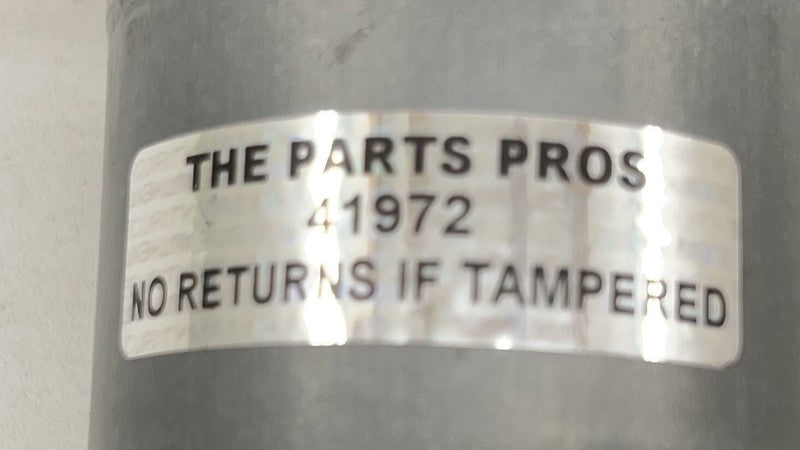 THE PARTS PROS
41972
NO RETURNS IF TAMPERED